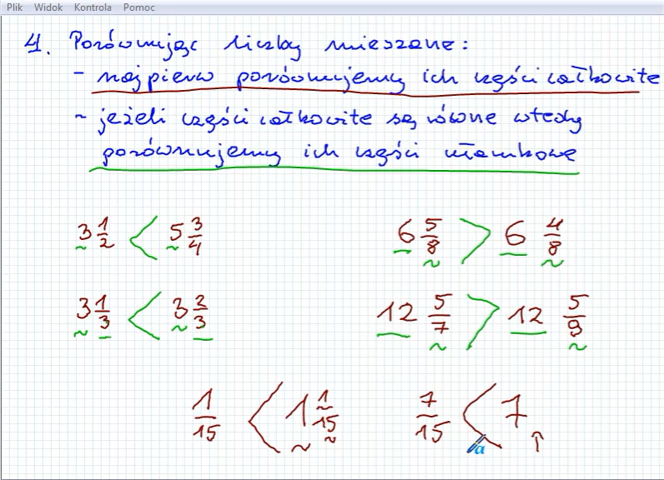 Plik Widok Kontrola Pomoc
4. Porównując liczby mieszane:
- najpierw porównujemy ich części całkowite
~ jeżeli części całkowite są równe wtedy
porównujemy ich części ułamkowe
3 1/2 < 5 3/4 6 5/8 > 6 4/8
3 1/3 < 3 2/3 12 5/7 > 12 5/9
1/15 < 1 1/15 7/15 < 7